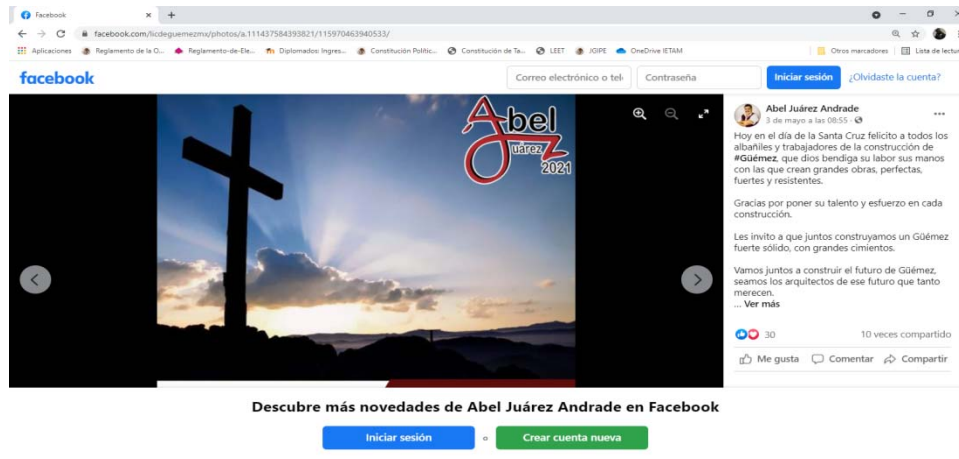 Facebook
facebook.com/licdeguemezmx/photos/a.111437584393821/115970463940533/
Aplicaciones Reglamento de la O... Reglamento-de-Ele... Diplomados: Ingres... Constitución Polític... Constitución de Ta... LEET JGIPE OneDrive IETAM Otros marcadores Lista de lectur
facebook Correo electrónico o tel Contraseña Iniciar sesión ¿Olvidaste la cuenta?
Abel
Juárez
2021
Abel Juárez Andrade
3 de mayo a las 08:55
Hoy en el día de la Santa Cruz felicito a todos los
albañiles y trabajadores de la construcción de
#Güémez, que dios bendiga su labor sus manos
con las que crean grandes obras, perfectas,
fuertes y resistentes.
Gracias por poner su talento y esfuerzo en cada
construcción.
Les invito a que juntos construyamos un Güémez
fuerte sólido, con grandes cimientos.
Vamos juntos a construir el futuro de Güémez,
seamos los arquitectos de ese futuro que tanto
merecen.
... Ver más
30 10 veces compartido
Me gusta Comentar Compartir
Descubre más novedades de Abel Juárez Andrade en Facebook
Iniciar sesión o Crear cuenta nueva